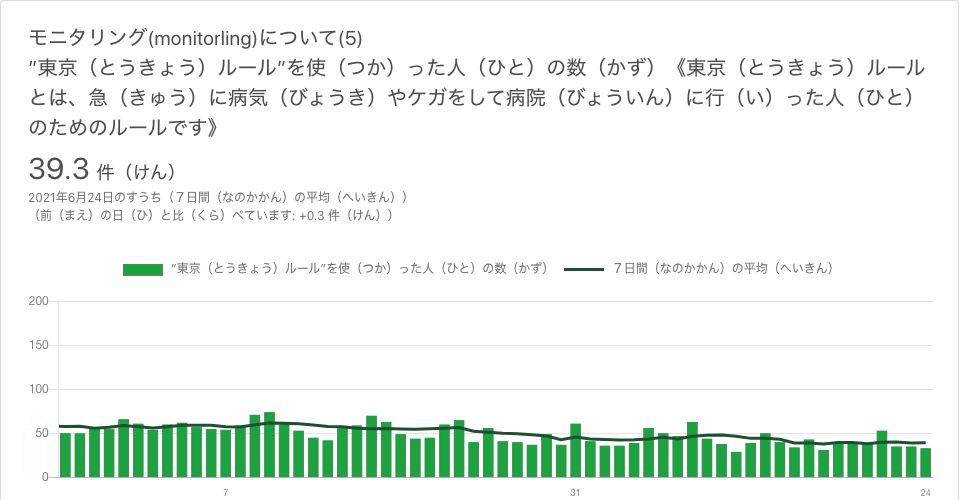 モニタリング(monitorling)について(5)
”東京（とうきょう）ルール”を使（つか）った人（ひと）の数（かず）《東京（とうきょう）ルール
とは、急（きゅう）に病気（びょうき）やケガをして病院（びょういん）に行（い）った人（ひと）
のためのルールです》
39.3 件（けん）
2021年6月24日のすうち（７日間（なのかかん）の平均（へいきん））
（前（まえ）の日（ひ）と比（くら）べています: +0.3 件（けん））
”東京（とうきょう）ルール”を使（つか）った人（ひと）の数（かず） ７日間（なのかかん）の平均（へいきん）
200
150
100
50
0
7 31 24